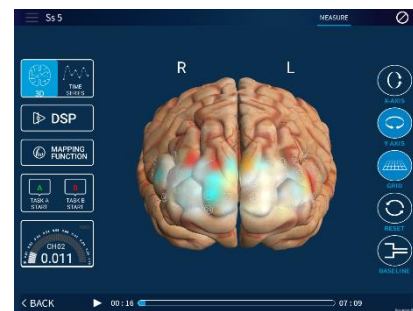 Ss 5
MEASURE
R
L
3D
TIME
SERIES
DSP
MAPPING
FUNCTION
A
B
TASK A
START
TASK B
START
CH02
0.011
X-AXIS
Y-AXIS
GRID
RESET
BASELINE
< BACK
00 : 16
07 : 09